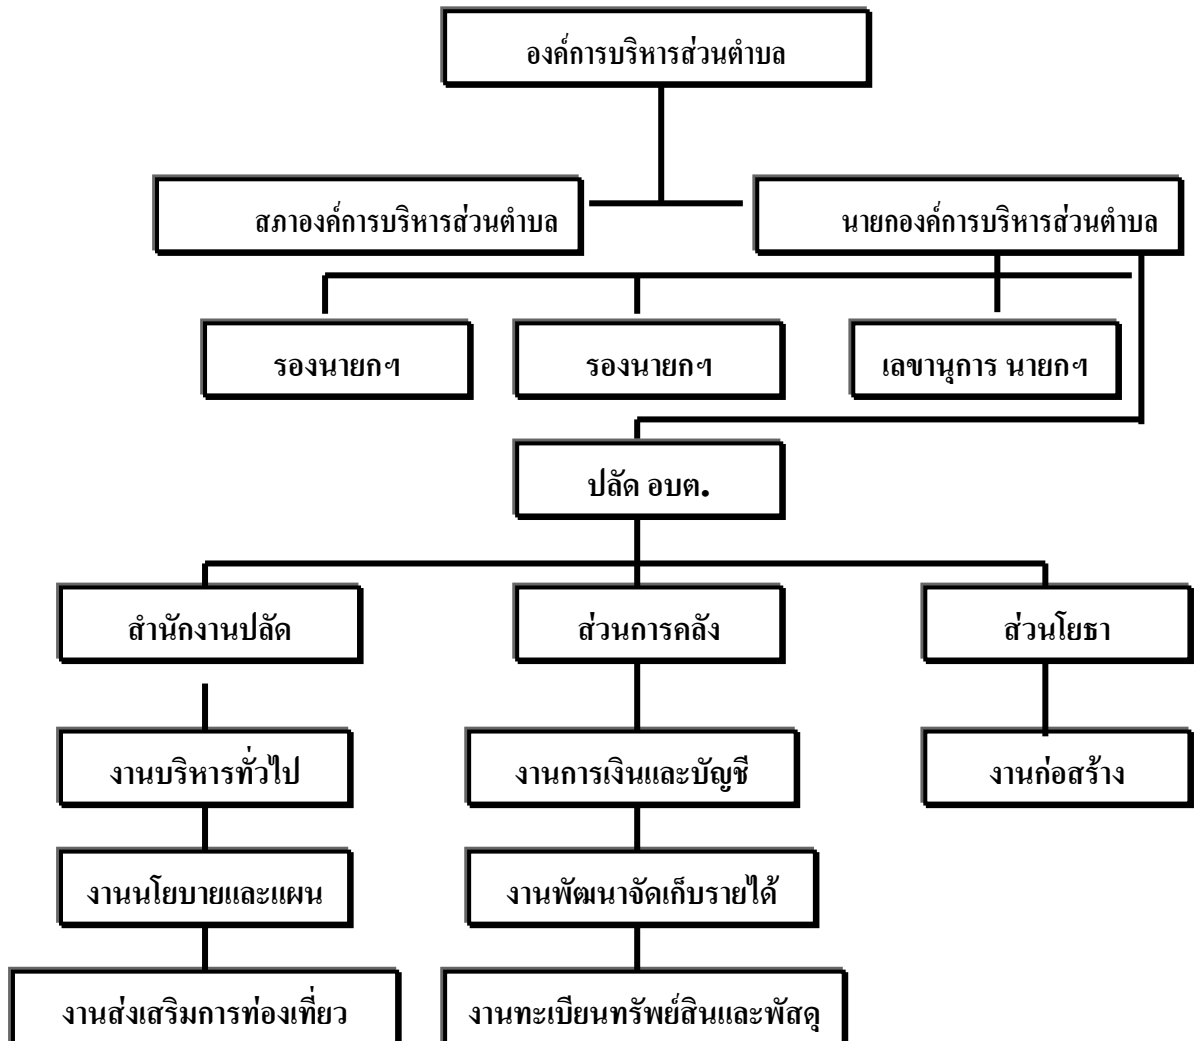 องค์การบริหารส่วนตำบล
สภาองค์การบริหารส่วนตำบล
นายกองค์การบริหารส่วนตำบล
รองนายกฯ
รองนายกฯ
เลขานุการ นายกฯ
ปลัด อบต.
สำนักงานปลัด
ส่วนการคลัง
ส่วนโยธา
งานบริหารทั่วไป
งานการเงินและบัญชี
งานก่อสร้าง
งานนโยบายและแผน
งานพัฒนาจัดเก็บรายได้
งานส่งเสริมการท่องเที่ยว
งานทะเบียนทรัพย์สินและพัสดุ